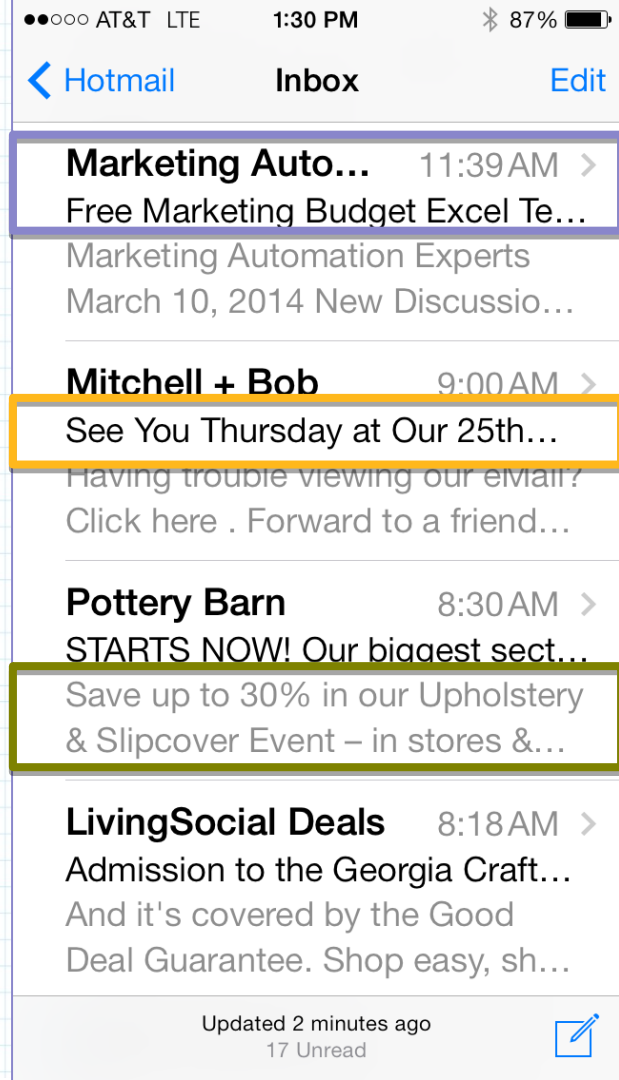 AT&T LTE 1:30 PM 87%
Hotmail Inbox Edit
Marketing Auto... 11:39 AM
Free Marketing Budget Excel Te...
Marketing Automation Experts
March 10, 2014 New Discussio...
Mitchell + Bob 9:00 AM
See You Thursday at Our 25th...
Having trouble viewing our eMail?
Click here . Forward to a friend...
Pottery Barn 8:30 AM
STARTS NOW! Our biggest sect...
Save up to 30% in our Upholstery
& Slipcover Event – in stores &...
LivingSocial Deals 8:18 AM
Admission to the Georgia Craft...
And it's covered by the Good
Deal Guarantee. Shop easy, sh...
Updated 2 minutes ago
17 Unread